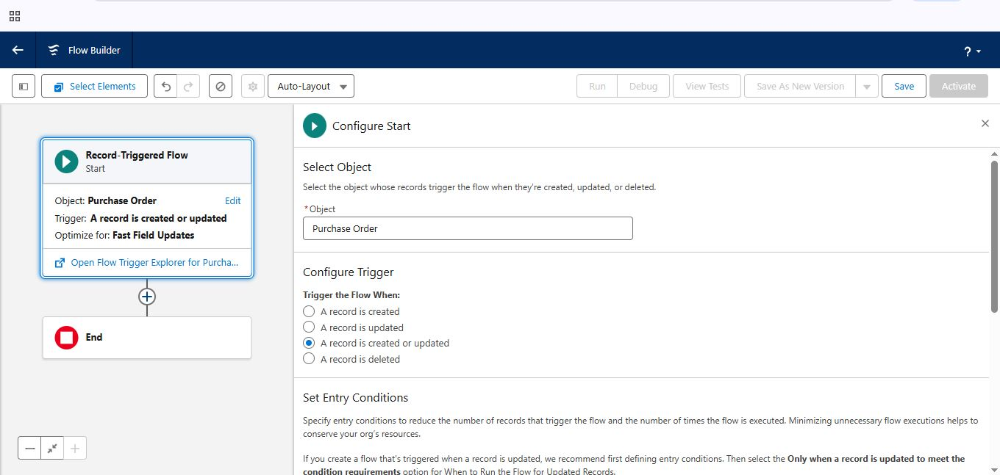 Flow Builder
?
Select Elements
Auto-Layout
Run
Debug
View Tests
Save As New Version
Save
Activate
Record-Triggered Flow
Start
Object: Purchase Order
Edit
Trigger: A record is created or updated
Optimize for: Fast Field Updates
Open Flow Trigger Explorer for Purcha...
End
Configure Start
Select Object
Select the object whose records trigger the flow when they're created, updated, or deleted.
*Object
Purchase Order
Configure Trigger
Trigger the Flow When:
A record is created
A record is updated
A record is created or updated
A record is deleted
Set Entry Conditions
Specify entry conditions to reduce the number of records that trigger the flow and the number of times the flow is executed. Minimizing unnecessary flow executions helps to
conserve your org's resources.
If you create a flow that's triggered when a record is updated, we recommend first defining entry conditions. Then select the Only when a record is updated to meet the
condition requirements option for When to Run the Flow for Updated Records.